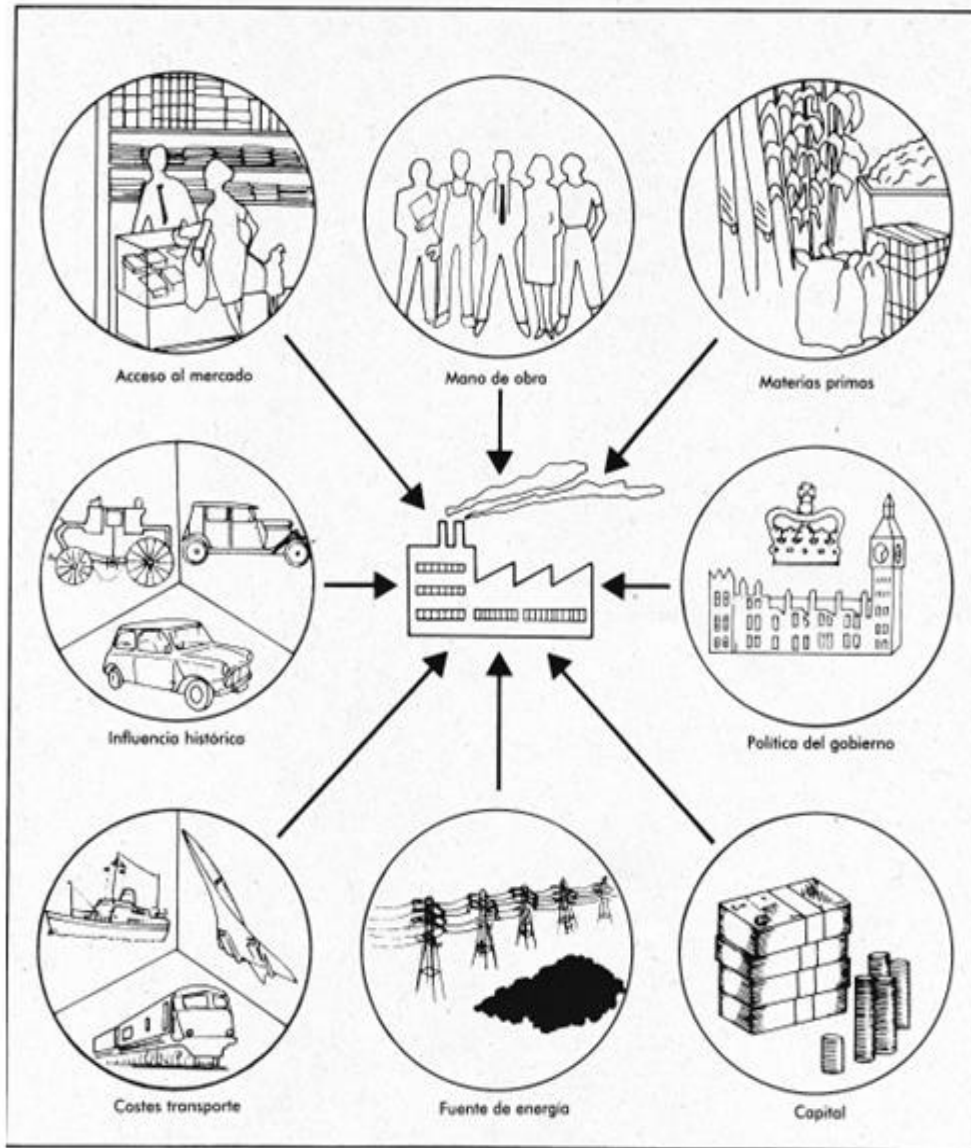 Acceso al mercado
Mano de obra
Materias primas
Influencia histórica
Política del gobierno
Costes transporte
Fuente de energía
Capital